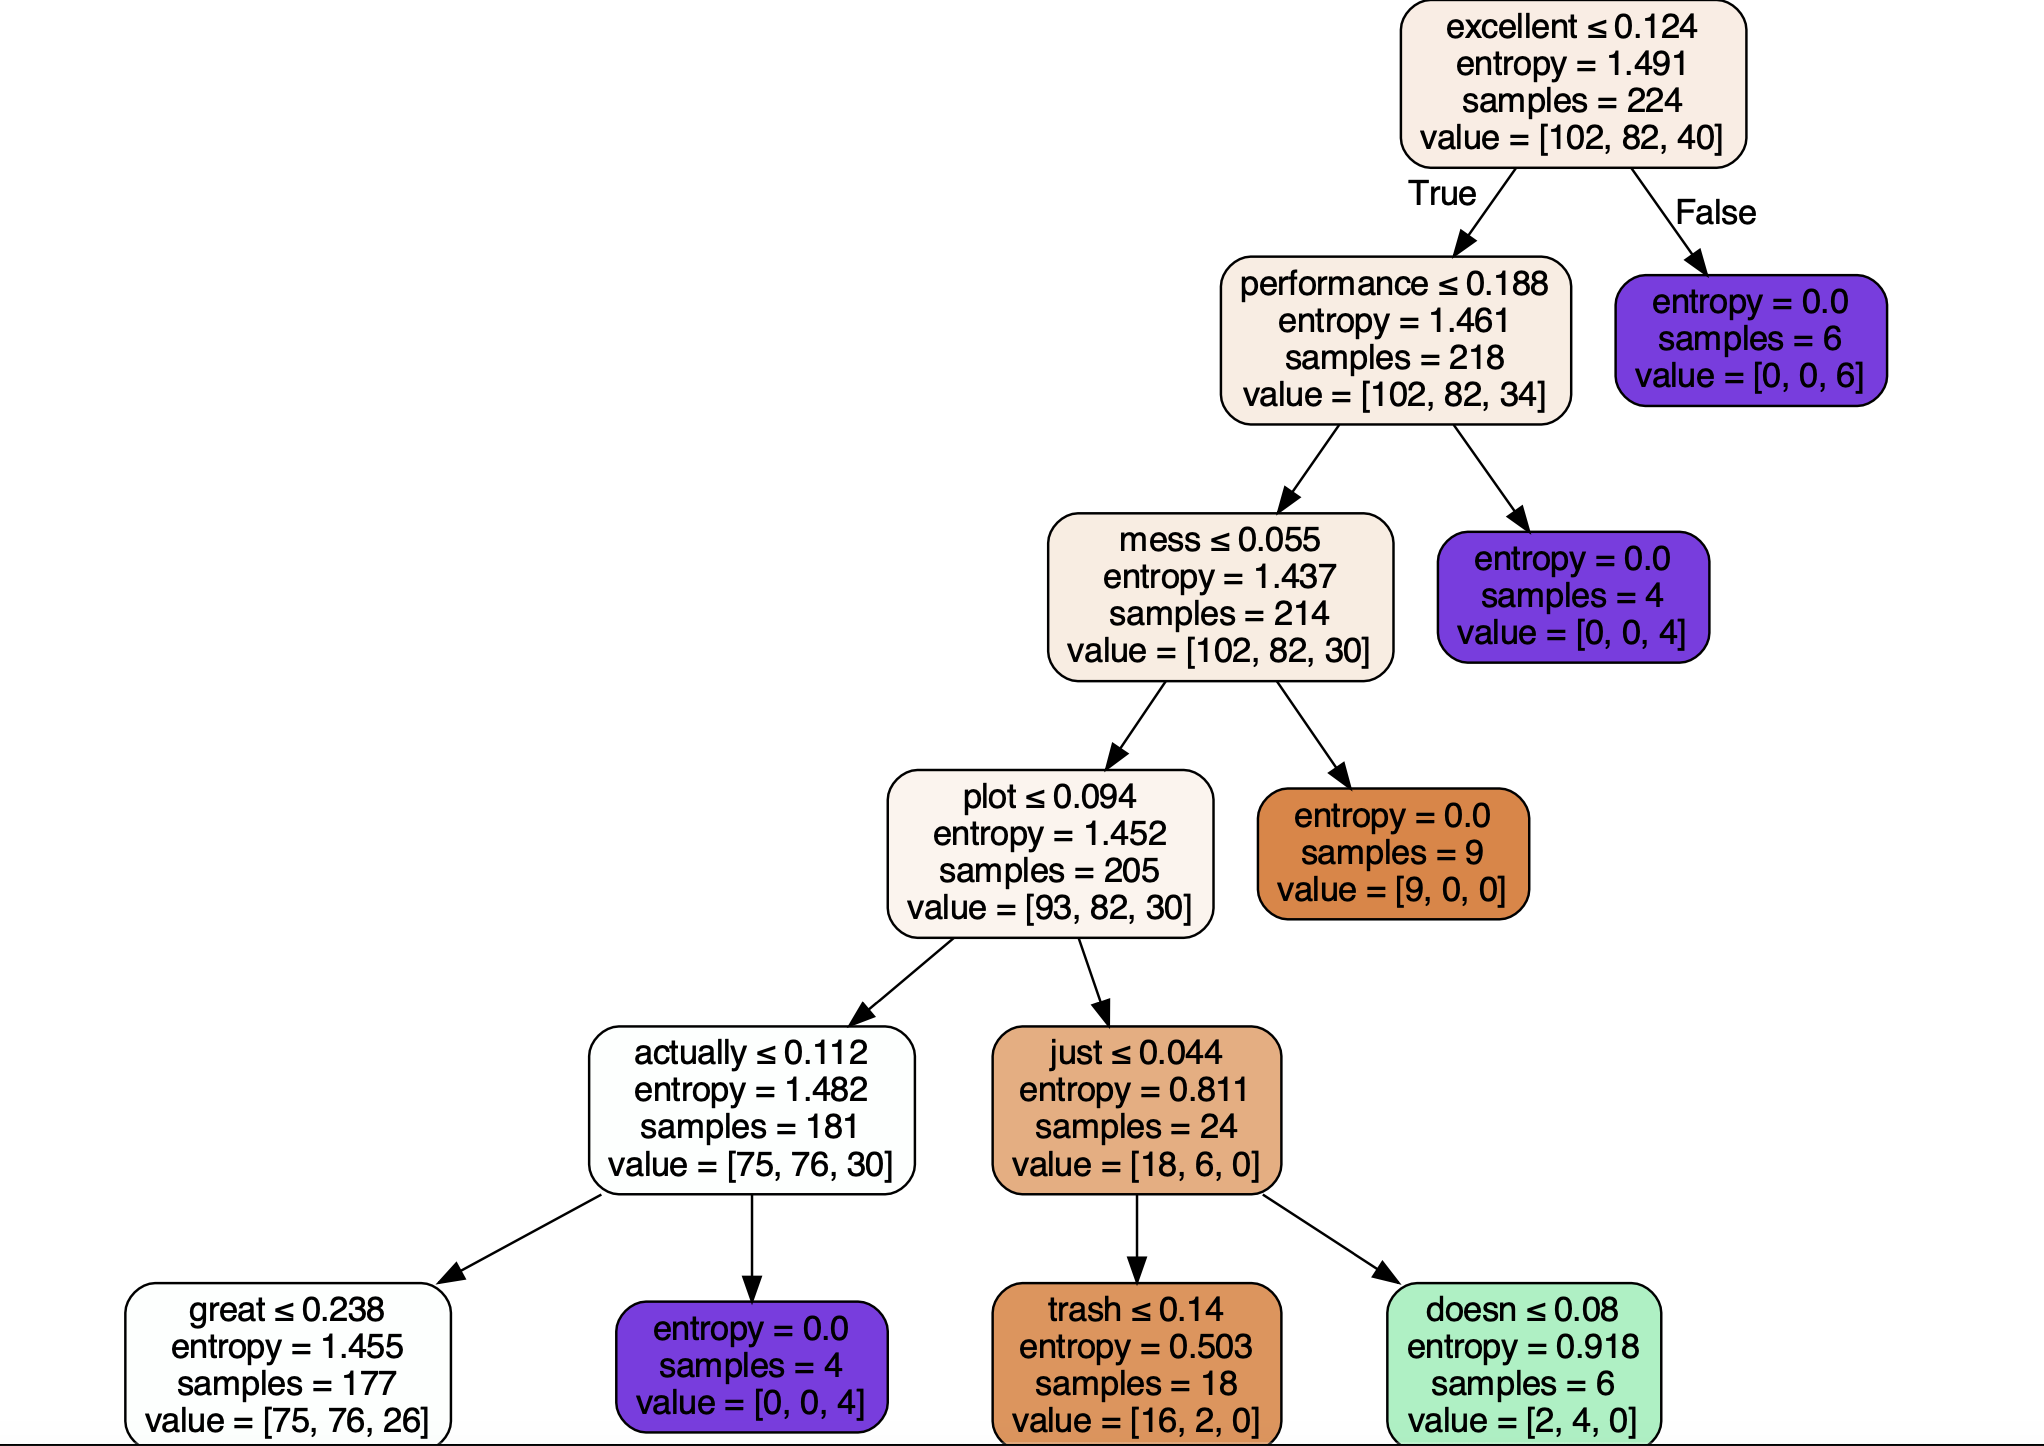 excellent ≤ 0.124
entropy = 1.491
samples = 224
value = [102, 82, 40]
True
False
performance ≤ 0.188
entropy = 1.461
samples = 218
value = [102, 82, 34]
entropy = 0.0
samples = 6
value = [0, 0, 6]
mess ≤ 0.055
entropy = 1.437
samples = 214
value = [102, 82, 30]
entropy = 0.0
samples = 4
value = [0, 0, 4]
plot ≤ 0.094
entropy = 1.452
samples = 205
value = [93, 82, 30]
entropy = 0.0
samples = 9
value = [9, 0, 0]
actually ≤ 0.112
entropy = 1.482
samples = 181
value = [75, 76, 30]
just ≤ 0.044
entropy = 0.811
samples = 24
value = [18, 6, 0]
great ≤ 0.238
entropy = 1.455
samples = 177
value = [75, 76, 26]
entropy = 0.0
samples = 4
value = [0, 0, 4]
trash ≤ 0.14
entropy = 0.503
samples = 18
value = [16, 2, 0]
doesn ≤ 0.08
entropy = 0.918
samples = 6
value = [2, 4, 0]